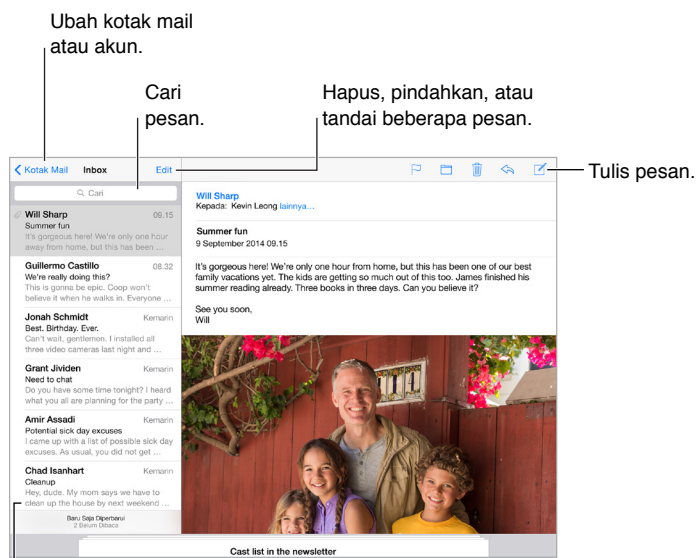 Ubah kotak mail
atau akun.
Cari
pesan.
Hapus, pindahkan, atau
tandai beberapa pesan.
Tulis pesan.
Kotak Mail
Inbox
Edit
Cari
Will Sharp 09.15
Summer fun
It's gorgeous here! We're only one hour
away from home, but this has been ...
Guillermo Castillo 08.32
We're really doing this?
This is gonna be epic. Coop won't
believe it when he walks in. Everyone ...
Jonah Schmidt Kemarin
Best. Birthday. Ever.
Can't wait, gentlemen. I installed all
three video cameras last night and ...
Grant Jividen Kemarin
Need to chat
Do you have some time tonight? I heard
what you all are planning for the party ...
Amir Assadi Kemarin
Potential sick day excuses
I came up with a list of possible sick day
excuses. As usual, you did not get ...
Chad Isanhart Kemarin
Cleanup
Hey, dude. My mom says we have to
clean up the house by next weekend ...
Baru Saja Diperbarui
2 Belum Dibaca
Will Sharp
Kepada: Kevin Leong lainnya...
Summer fun
9 September 2014 09.15
It's gorgeous here! We're only one hour from home, but this has been one of our best
family vacations yet. The kids are getting so much out of this too. James finished his
summer reading already. Three books in three days. Can you believe it?
See you soon,
Will
114
Cast list in the newsletter